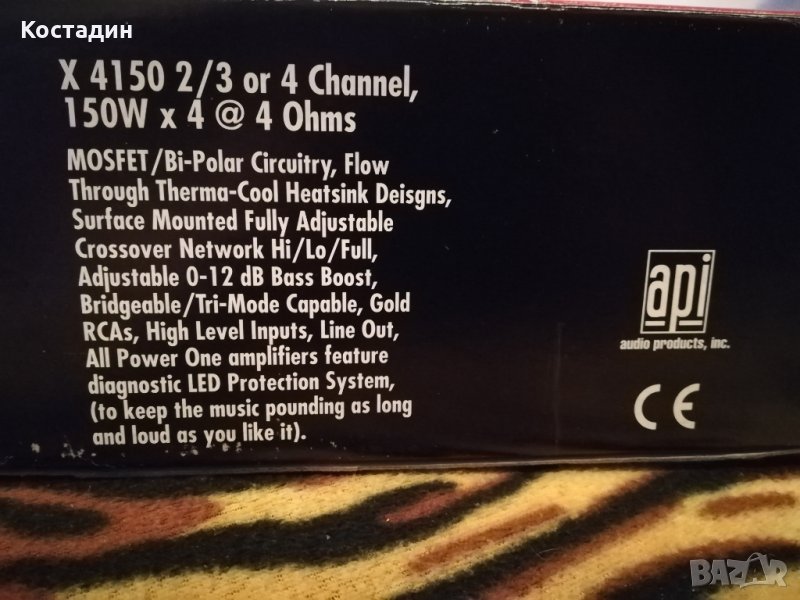 Костадин
X 4150 2/3 or 4 Channel,
150W x 4 @ 4 Ohms
MOSFET/Bi-Polar Circuitry, Flow
Through Therma-Cool Heatsink Deisgns,
Surface Mounted Fully Adjustable
Crossover Network Hi/Lo/Full,
Adjustable 0-12 dB Bass Boost,
Bridgeable/Tri-Mode Capable, Gold
RCAs, High Level Inputs, Line Out,
All Power One amplifiers feature
diagnostic LED Protection System,
(to keep the music pounding as long
and loud as you like it).
api
audio products, inc.
CE
BAZAR